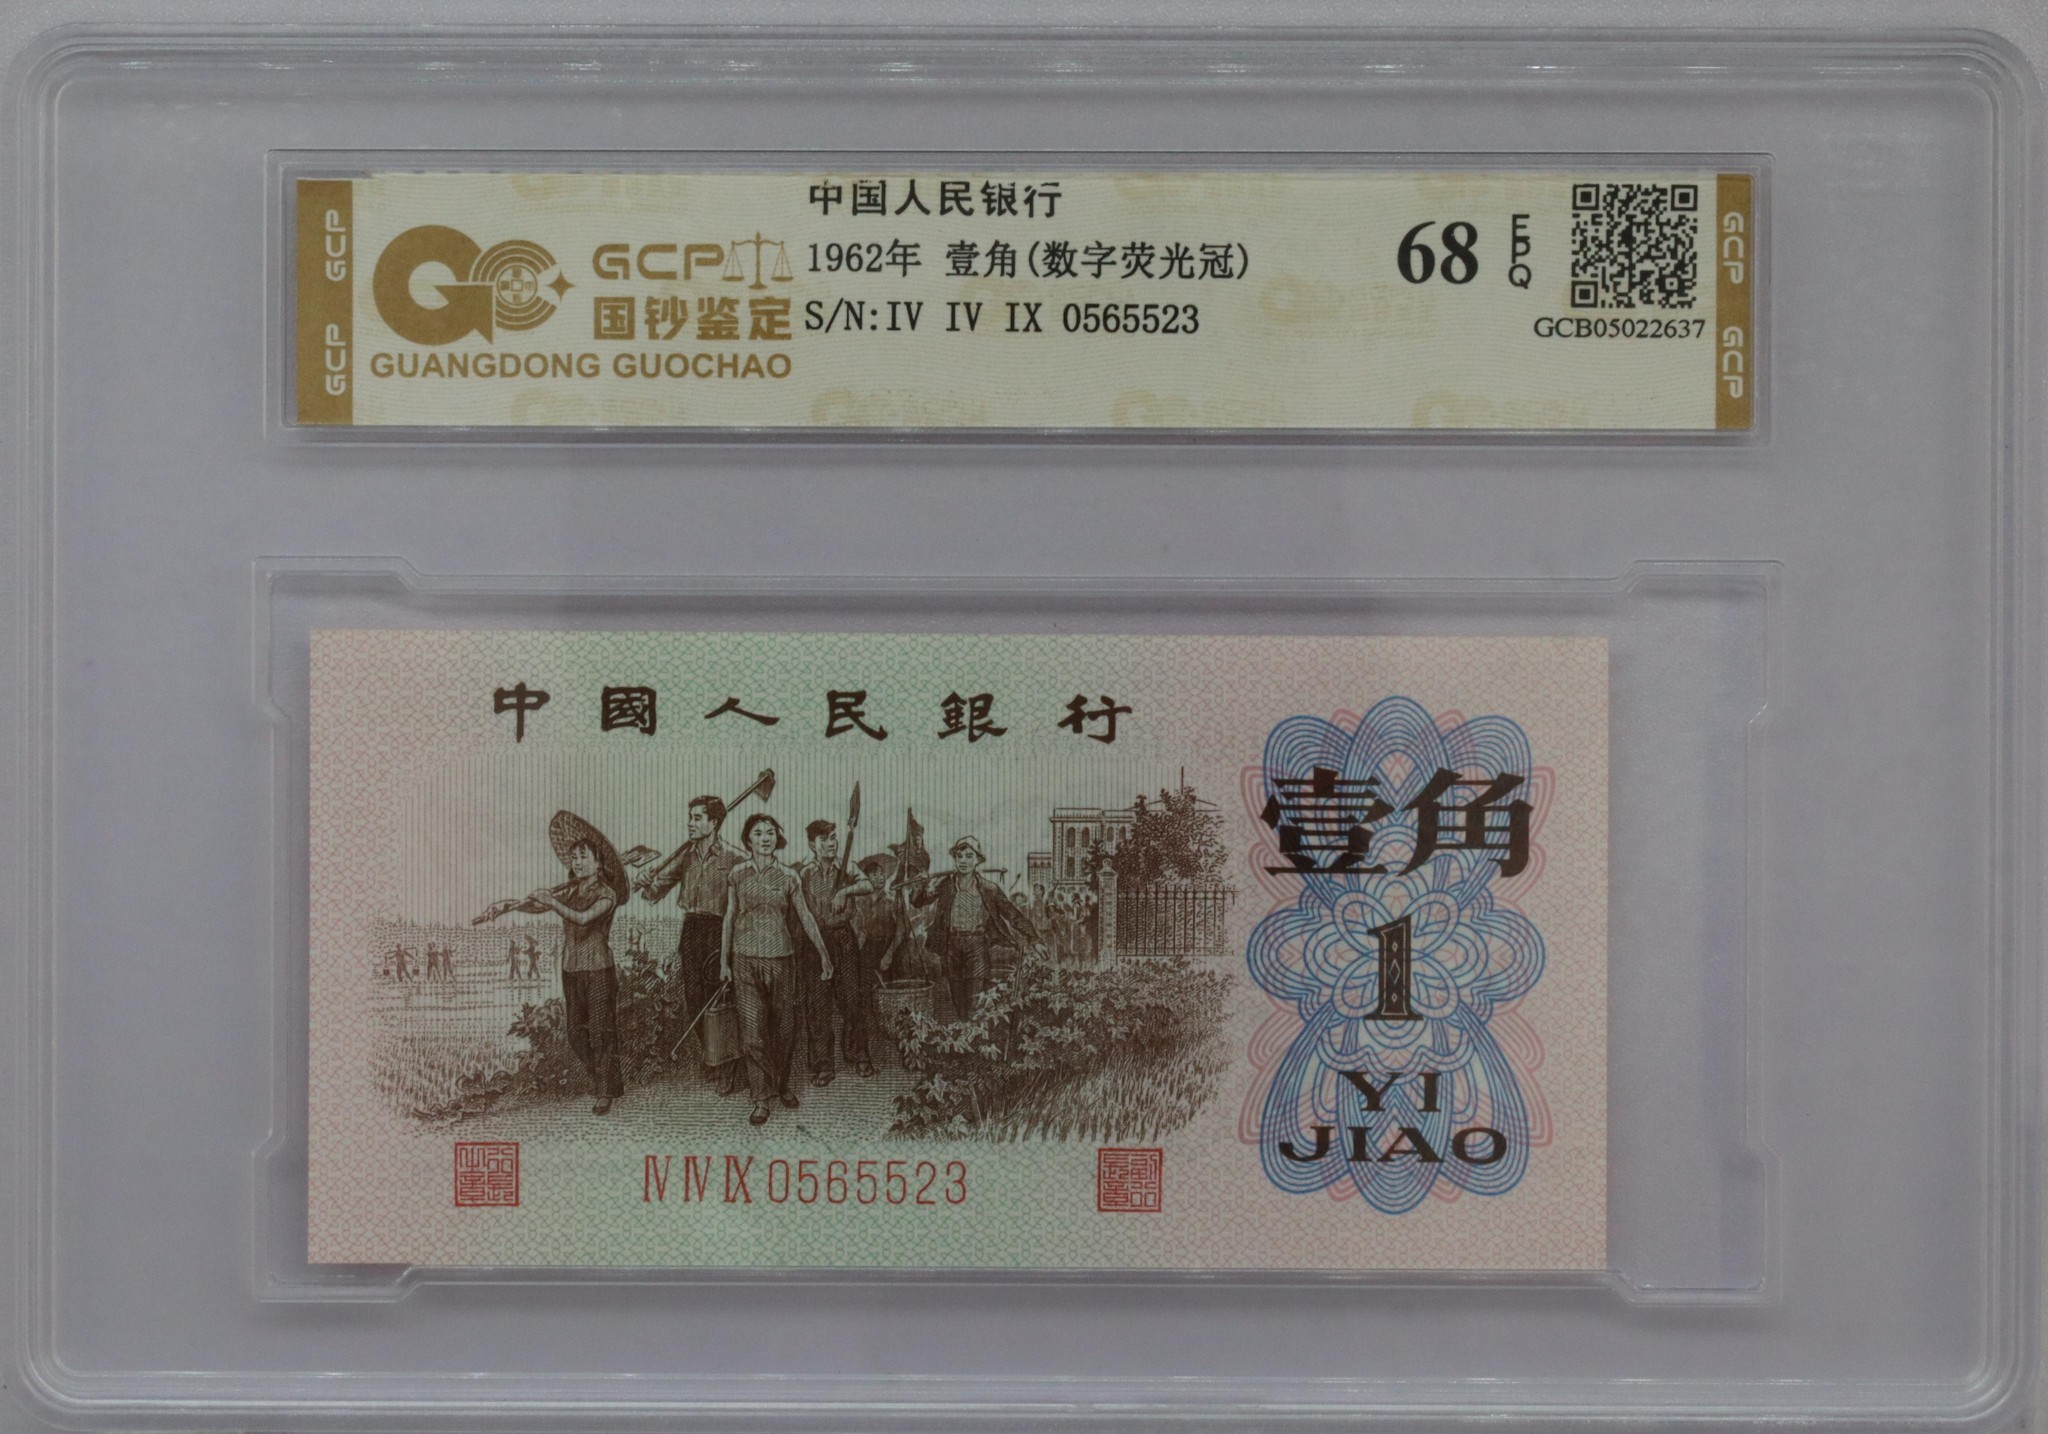 中国人民银行
1962年 壹角(数字荧光冠)
S/N:IV IV IX 0565523
68 EPQ
GCB05022637
GCP
GCP
GCP
国钞鉴定
GUANGDONG GUOCHAO
GCP
GCP
中國人民銀行
壹角
1
YI
JIAO
ⅣⅣⅨ0565523